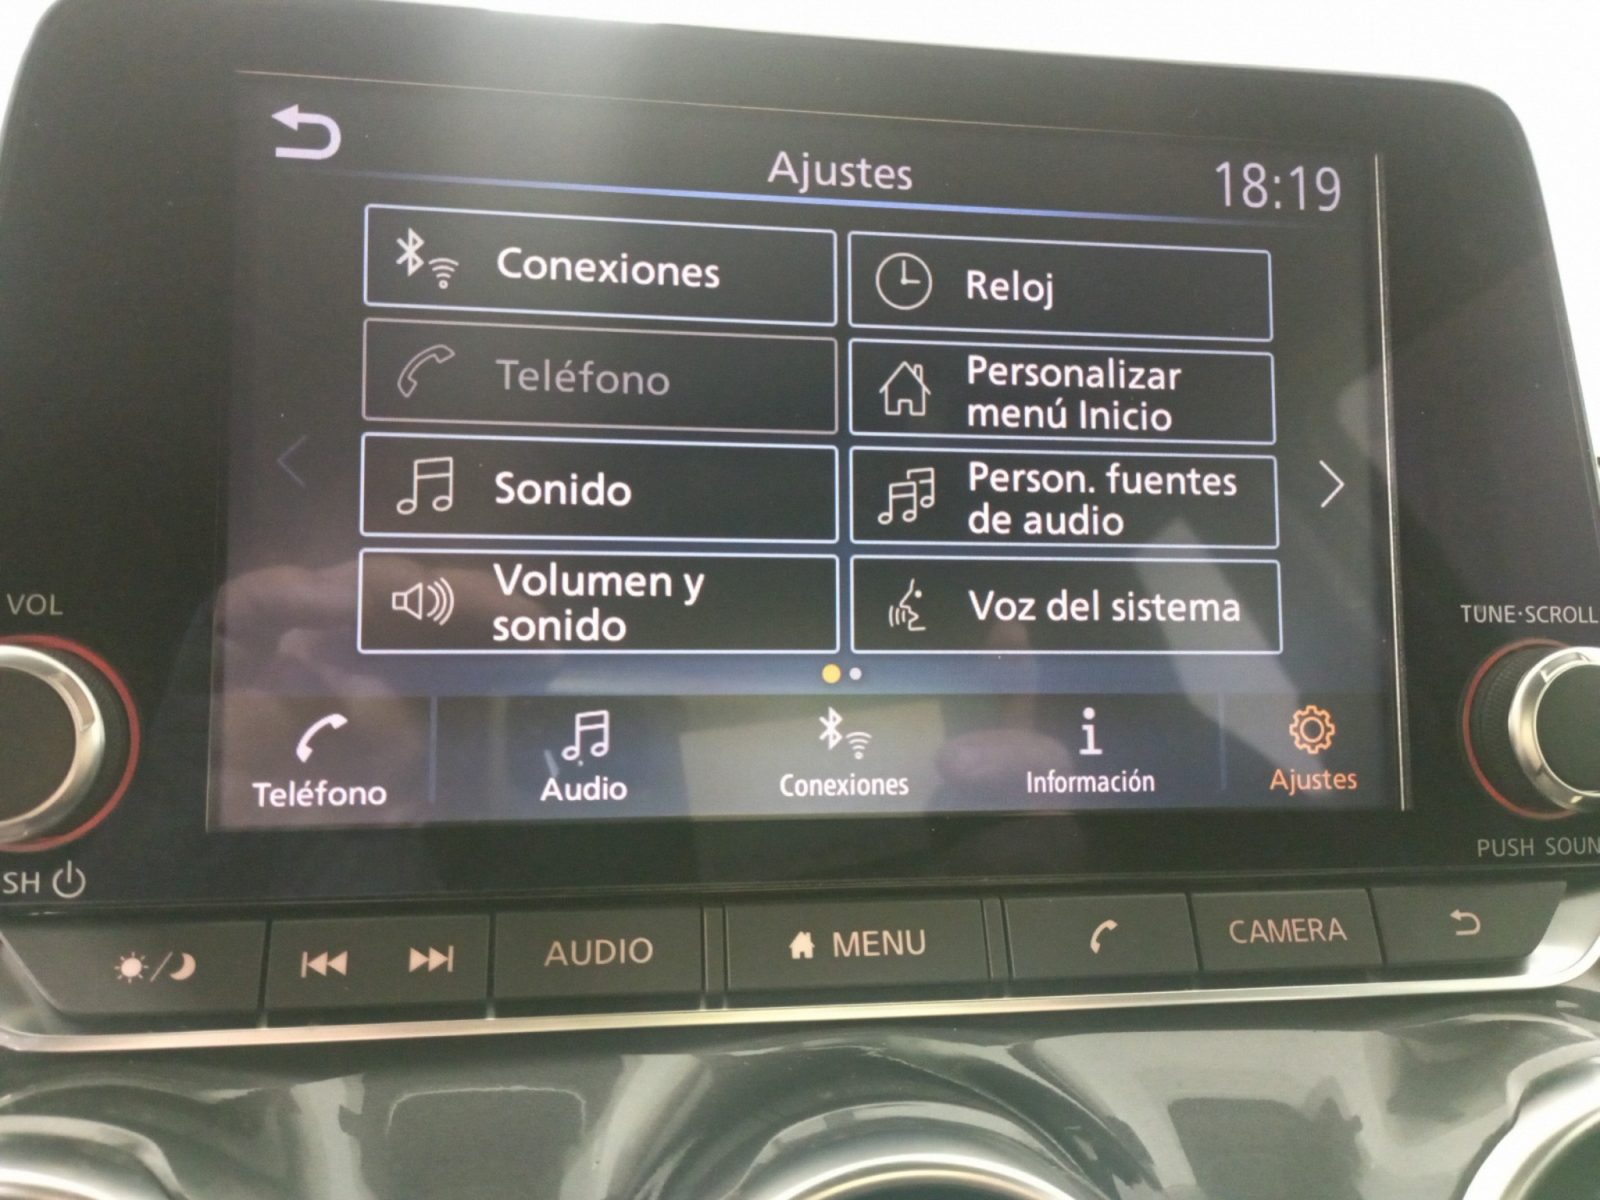 Ajustes
18:19
Conexiones
Reloj
Teléfono
Personalizar
menú Inicio
Sonido
Person. fuentes
de audio
Volumen y
sonido
Voz del sistema
VOL
TUNE·SCROLL
Teléfono
Audio
Conexiones
Información
Ajustes
SH
PUSH SOUN
AUDIO
MENU
CAMERA